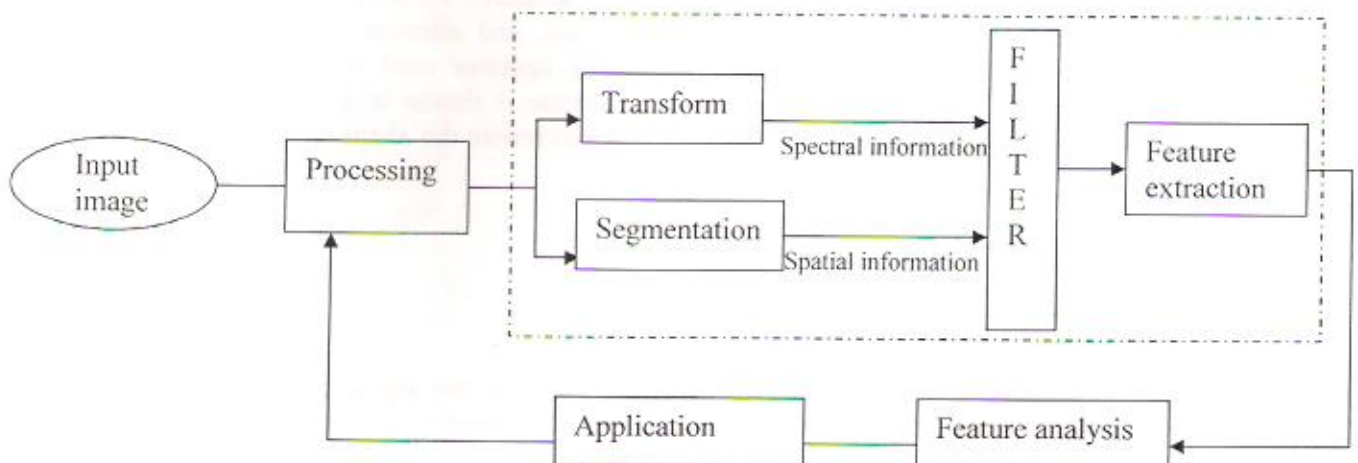 Input
image
Processing
Transform
Spectral information
Segmentation
Spatial information
F
I
L
T
E
R
Feature
extraction
Feature analysis
Application